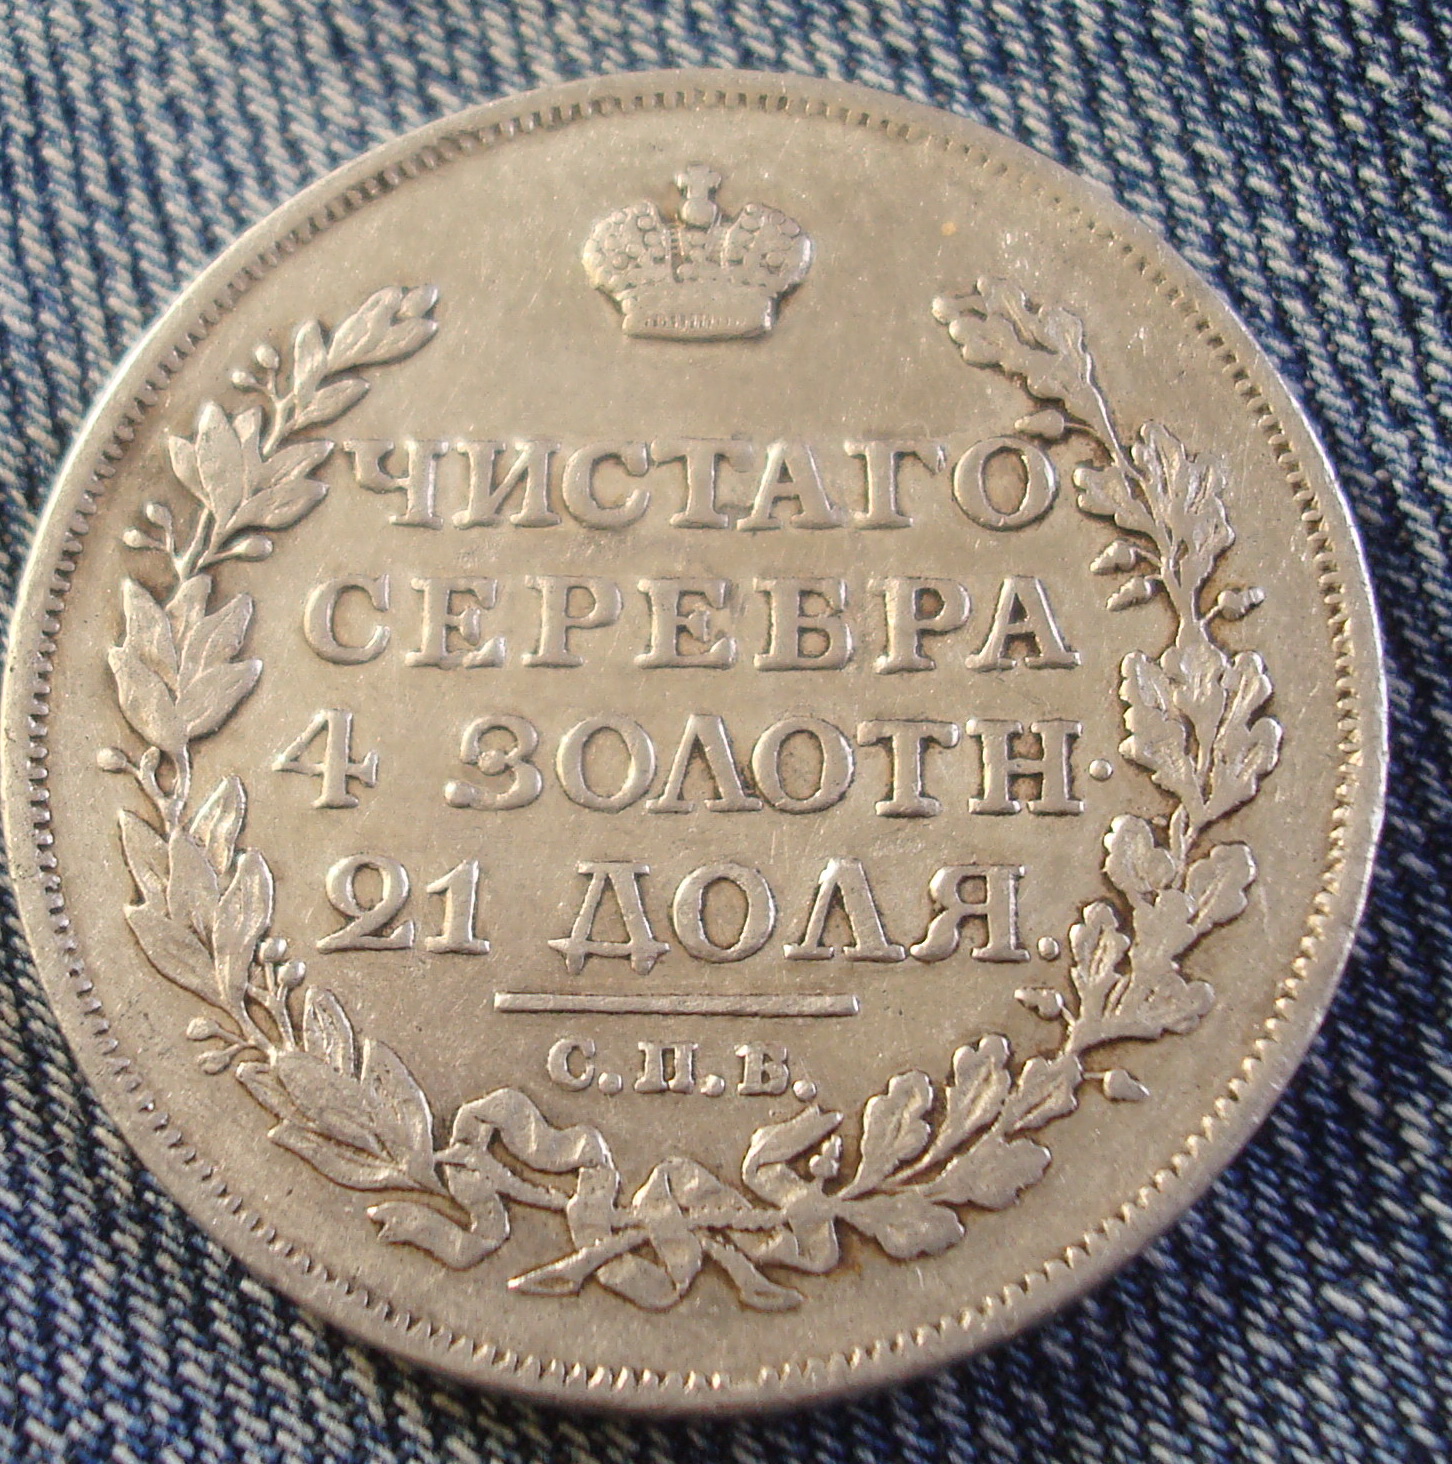 ЧИСТАГО
СЕРЕБРА
4 ЗОЛОТН.
21 ДОЛЯ.
С.П.Б.